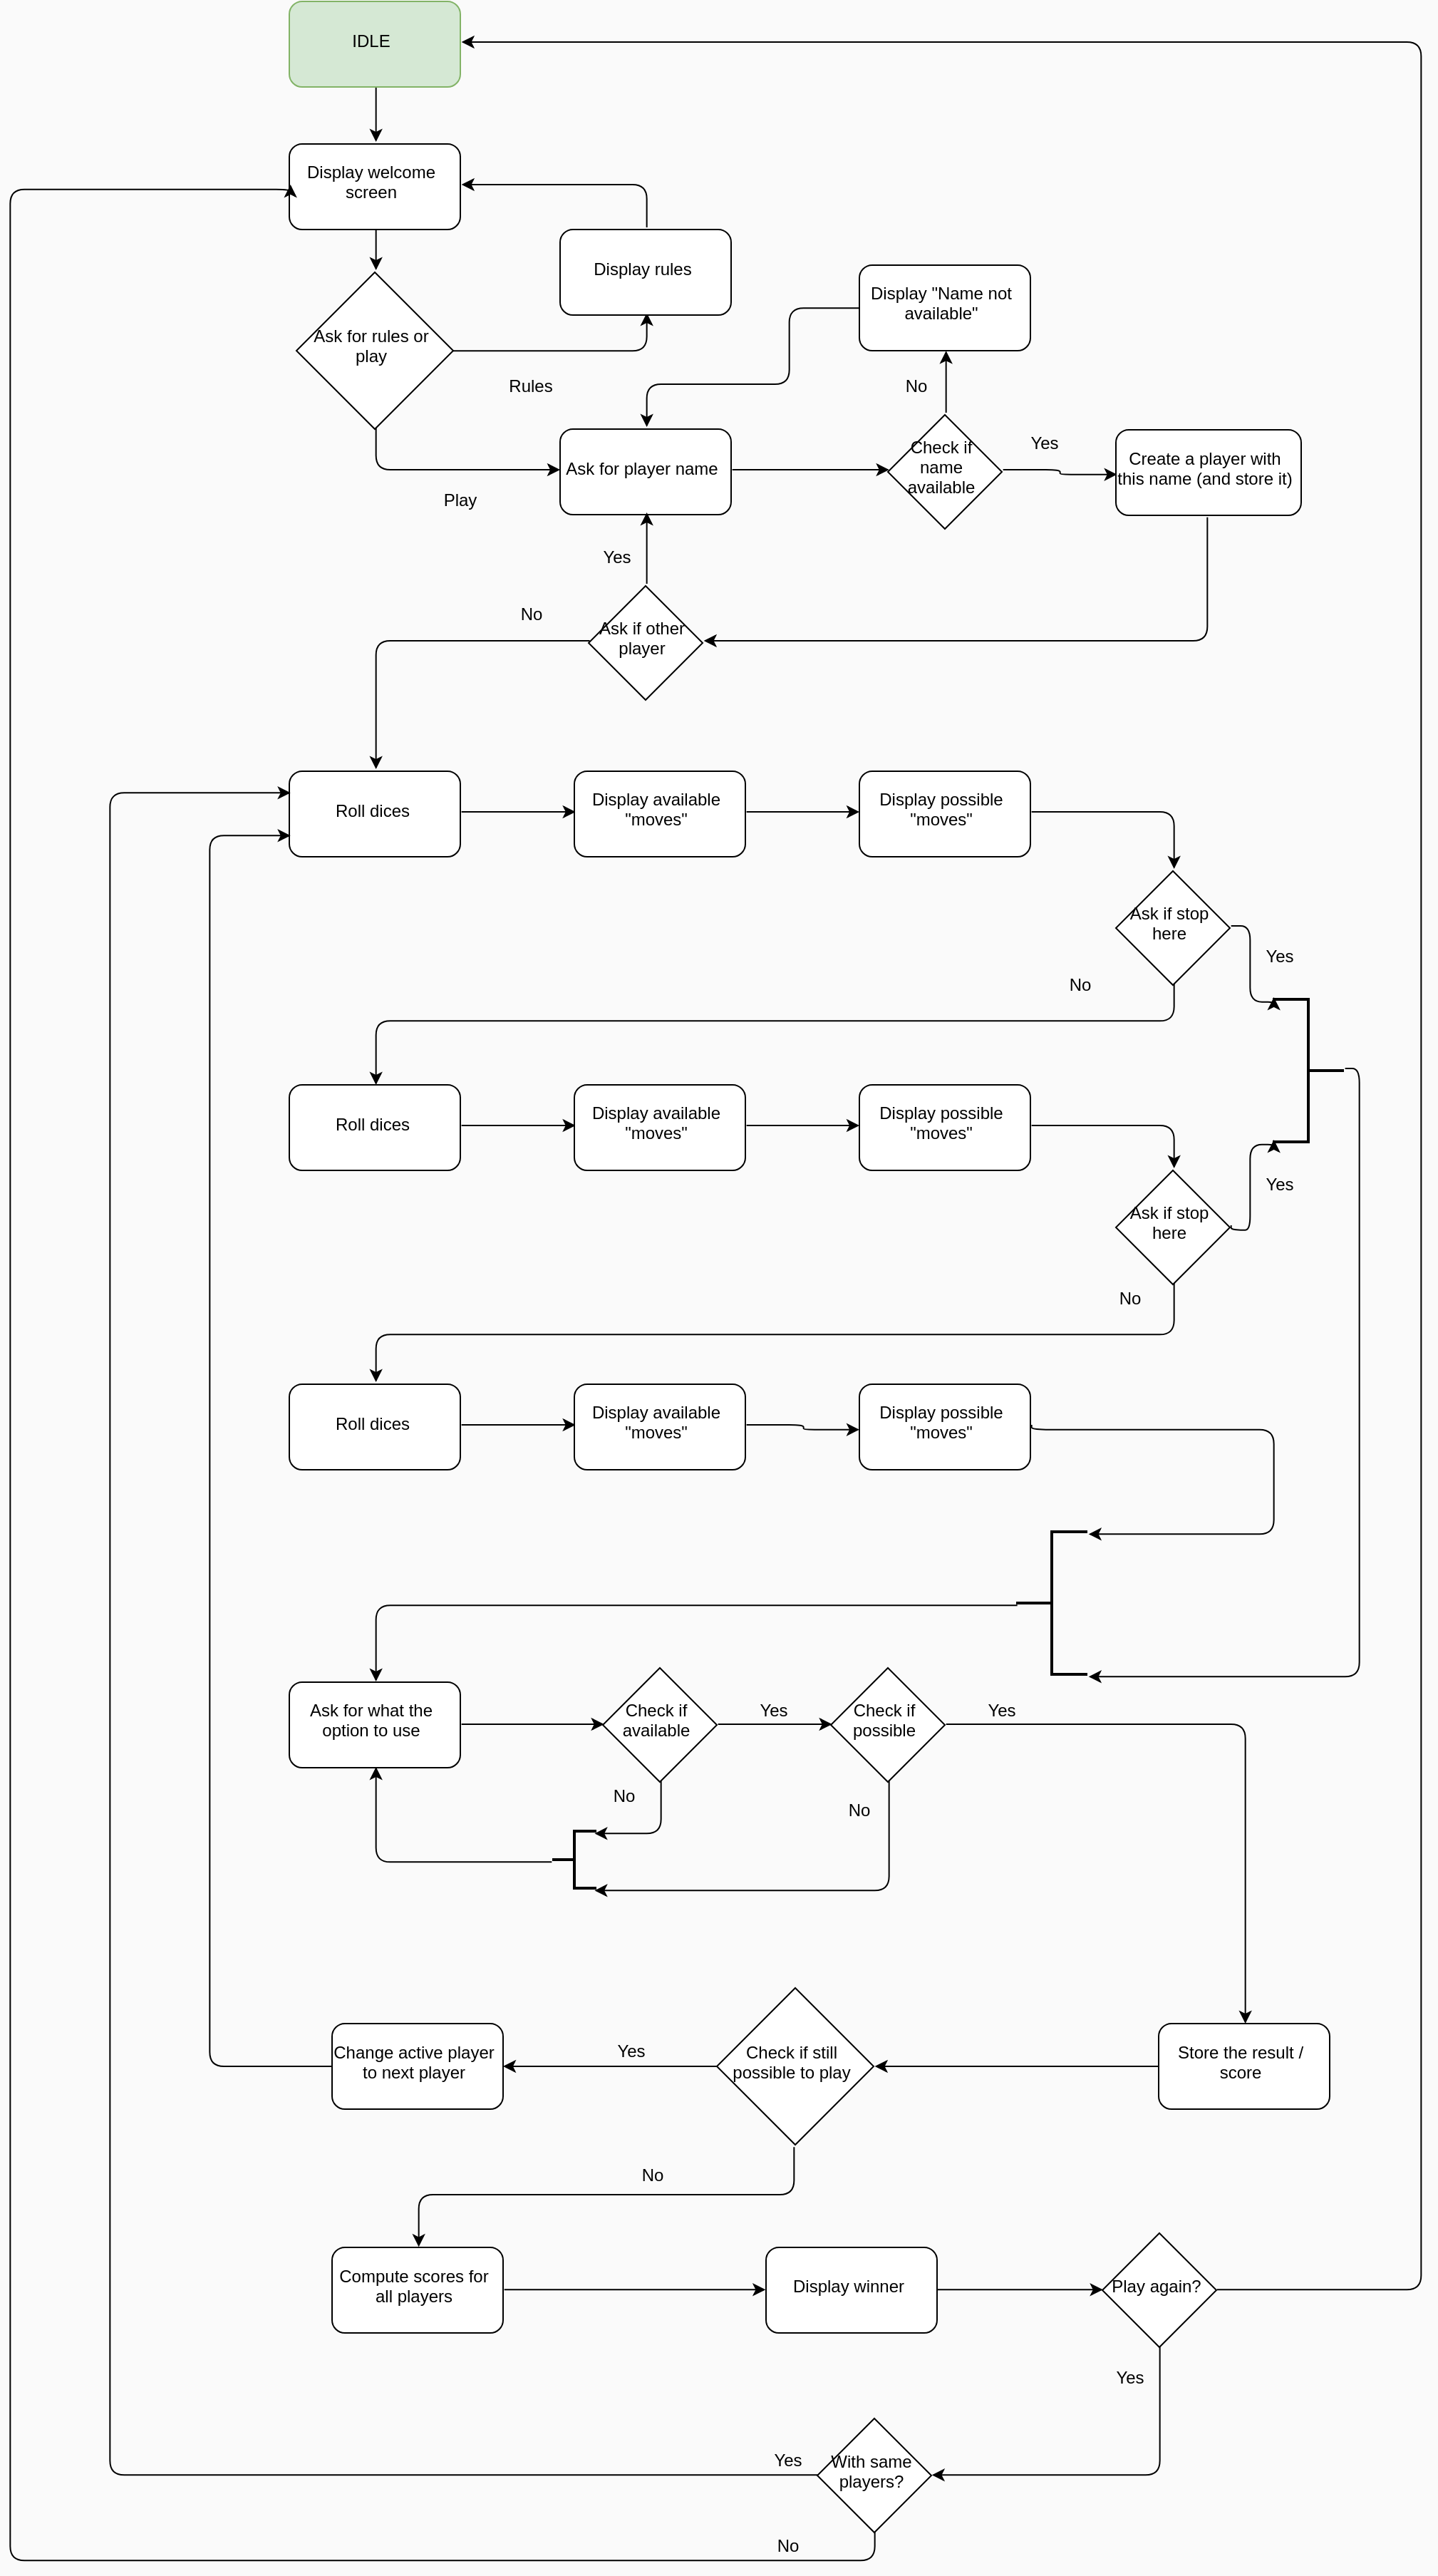 IDLE
Display welcome
screen
Display rules
Ask for rules or
play
Rules
Display "Name not
available"
No
Ask for player name
Play
Check if
name
available
Yes
Create a player with
this name (and store it)
Yes
Ask if other
player
No
Roll dices
Display available
"moves"
Display possible
"moves"
Ask if stop
here
Yes
No
Roll dices
Display available
"moves"
Display possible
"moves"
Yes
Ask if stop
here
No
Roll dices
Display available
"moves"
Display possible
"moves"
Ask for what the
option to use
Check if
available
Yes
Check if
possible
Yes
No
No
Change active player
to next player
Yes
Check if still
possible to play
Store the result /
score
No
Compute scores for
all players
Display winner
Play again?
Yes
Yes
With same
players?
No